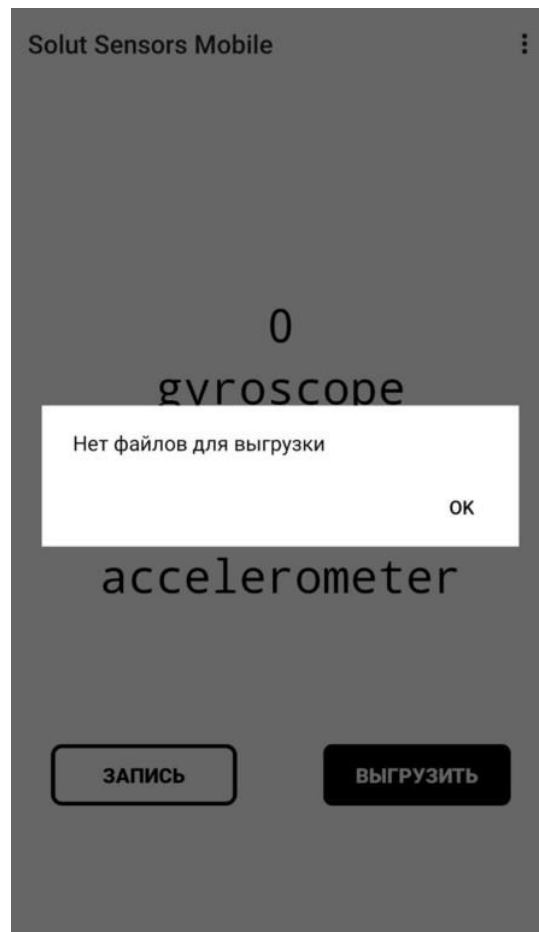 Solut Sensors Mobile
0
gyroscope
Нет файлов для выгрузки
OK
accelerometer
ЗАПИСЬ
ВЫГРУЗИТЬ